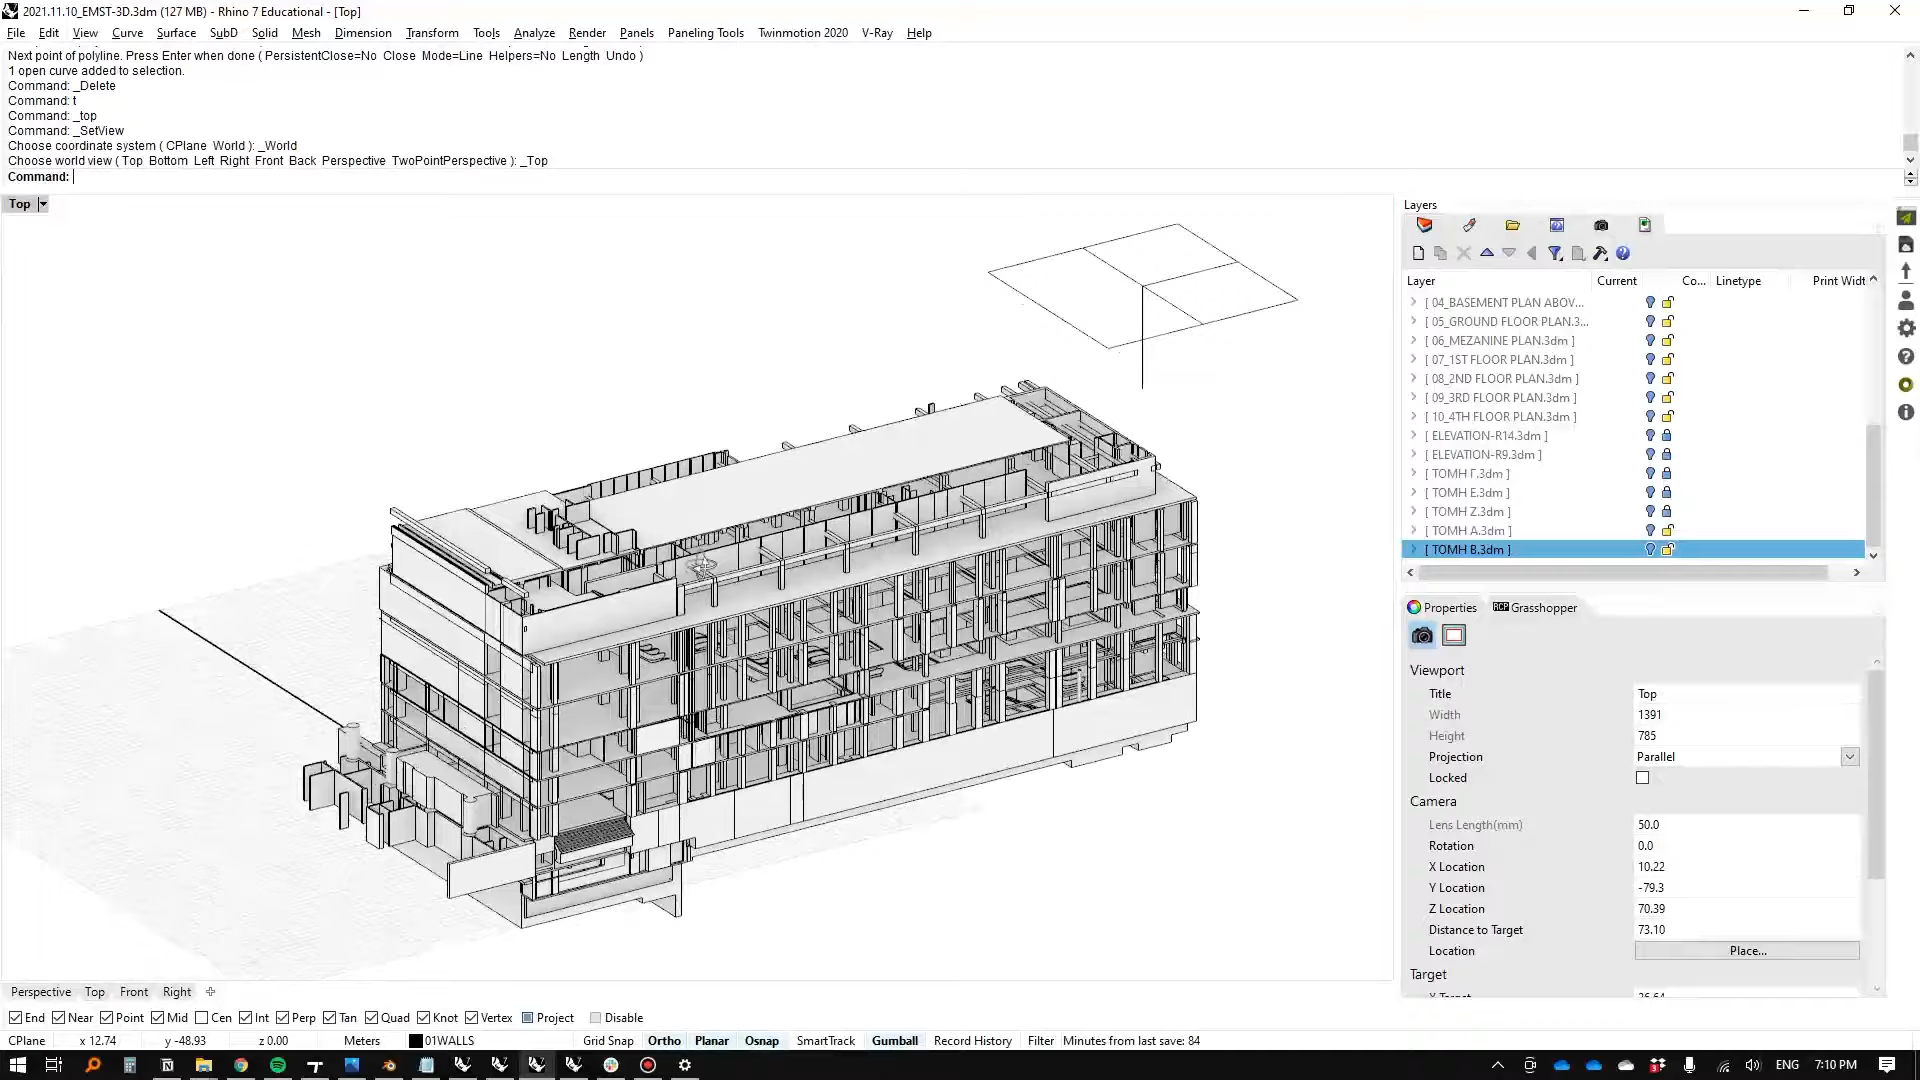 2021.11.10_EMST-3D.3dm (127 MB) - Rhino 7 Educational - [Top]
File Edit View Curve Surface SubD Solid Mesh Dimension Transform Tools Analyze Render Panels Paneling Tools Twinmotion 2020 V-Ray Help
Next point of polyline. Press Enter when done ( PersistentClose=No Close Mode=Line Helpers=No Length Undo )
1 open curve added to selection.
Command: _Delete
Command: t
Command: _top
Command: _SetView
Choose coordinate system ( CPlane World ): _World
Choose world view ( Top Bottom Left Right Front Back Perspective TwoPointPerspective ): _Top
Command:
Top
Layers
Layer Current Co... Linetype Print Widt
[ 04_BASEMENT PLAN ABOV...
[ 05_GROUND FLOOR PLAN.3...
[ 06_MEZANINE PLAN.3dm ]
[ 07_1ST FLOOR PLAN.3dm ]
[ 08_2ND FLOOR PLAN.3dm ]
[ 09_3RD FLOOR PLAN.3dm ]
[ 10_4TH FLOOR PLAN.3dm ]
[ ELEVATION-R14.3dm ]
[ ELEVATION-R9.3dm ]
[ TOMH Γ.3dm ]
[ TOMH E.3dm ]
[ TOMH Z.3dm ]
[ TOMH A.3dm ]
[ TOMH B.3dm ]
Properties Grasshopper
Viewport
Title Top
Width 1391
Height 785
Projection Parallel
Locked
Camera
Lens Length(mm) 50.0
Rotation 0.0
X Location 10.22
Y Location -79.3
Z Location 70.39
Distance to Target 73.10
Location Place...
Target
Perspective Top Front Right
End Near Point Mid Cen Int Perp Tan Quad Knot Vertex Project Disable
CPlane x 12.74 y -48.93 z 0.00 Meters 01WALLS Grid Snap Ortho Planar Osnap SmartTrack Gumball Record History Filter Minutes from last save: 84
ENG 7:10 PM